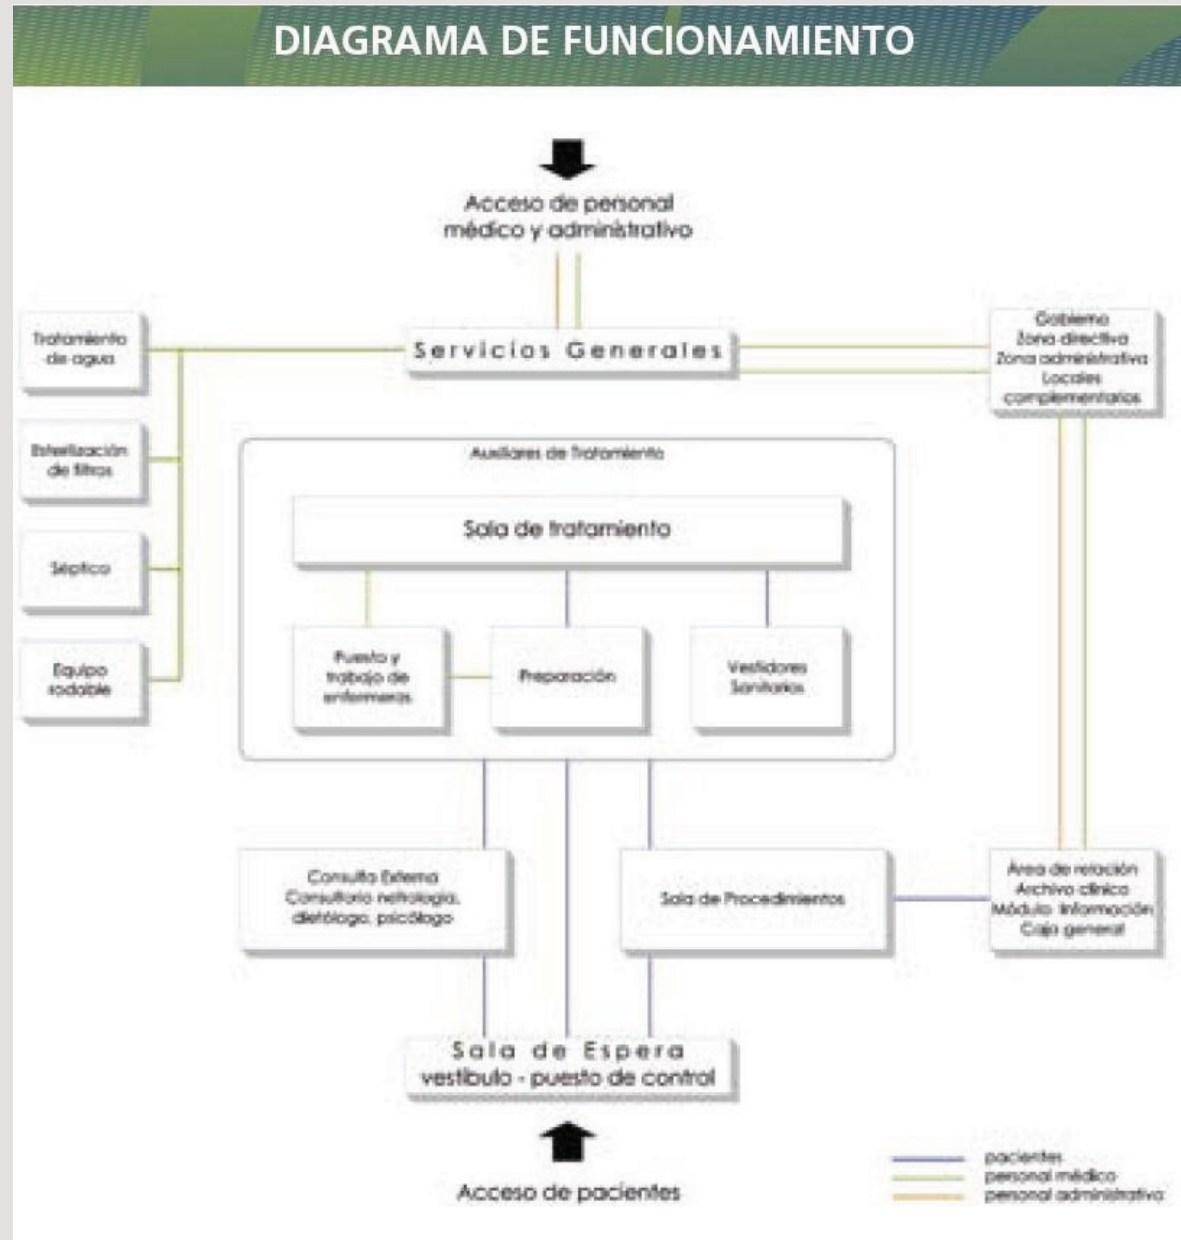 DIAGRAMA DE FUNCIONAMIENTO
Acceso de personal
médico y administrativo
Tratamiento
de agua
Servicios Generales
Gobierno
Zona directiva
Zona administrativa
Locales
complementarios
Esterilización
de filtros
Séptico
Equipo
rodable
Auxiliares de Tratamiento
Sala de tratamiento
Puesto y
trabajo de
enfermeras
Preparación
Vestidores
Sanitarios
Consulta Externa
Consultorio nefrología,
dietólogo, psicólogo
Sala de Procedimientos
Área de relación
Archivo clínico
Módulo Información
Caja general
Sala de Espera
vestíbulo - puesto de control
Acceso de pacientes
pacientes
personal médico
personal administrativo